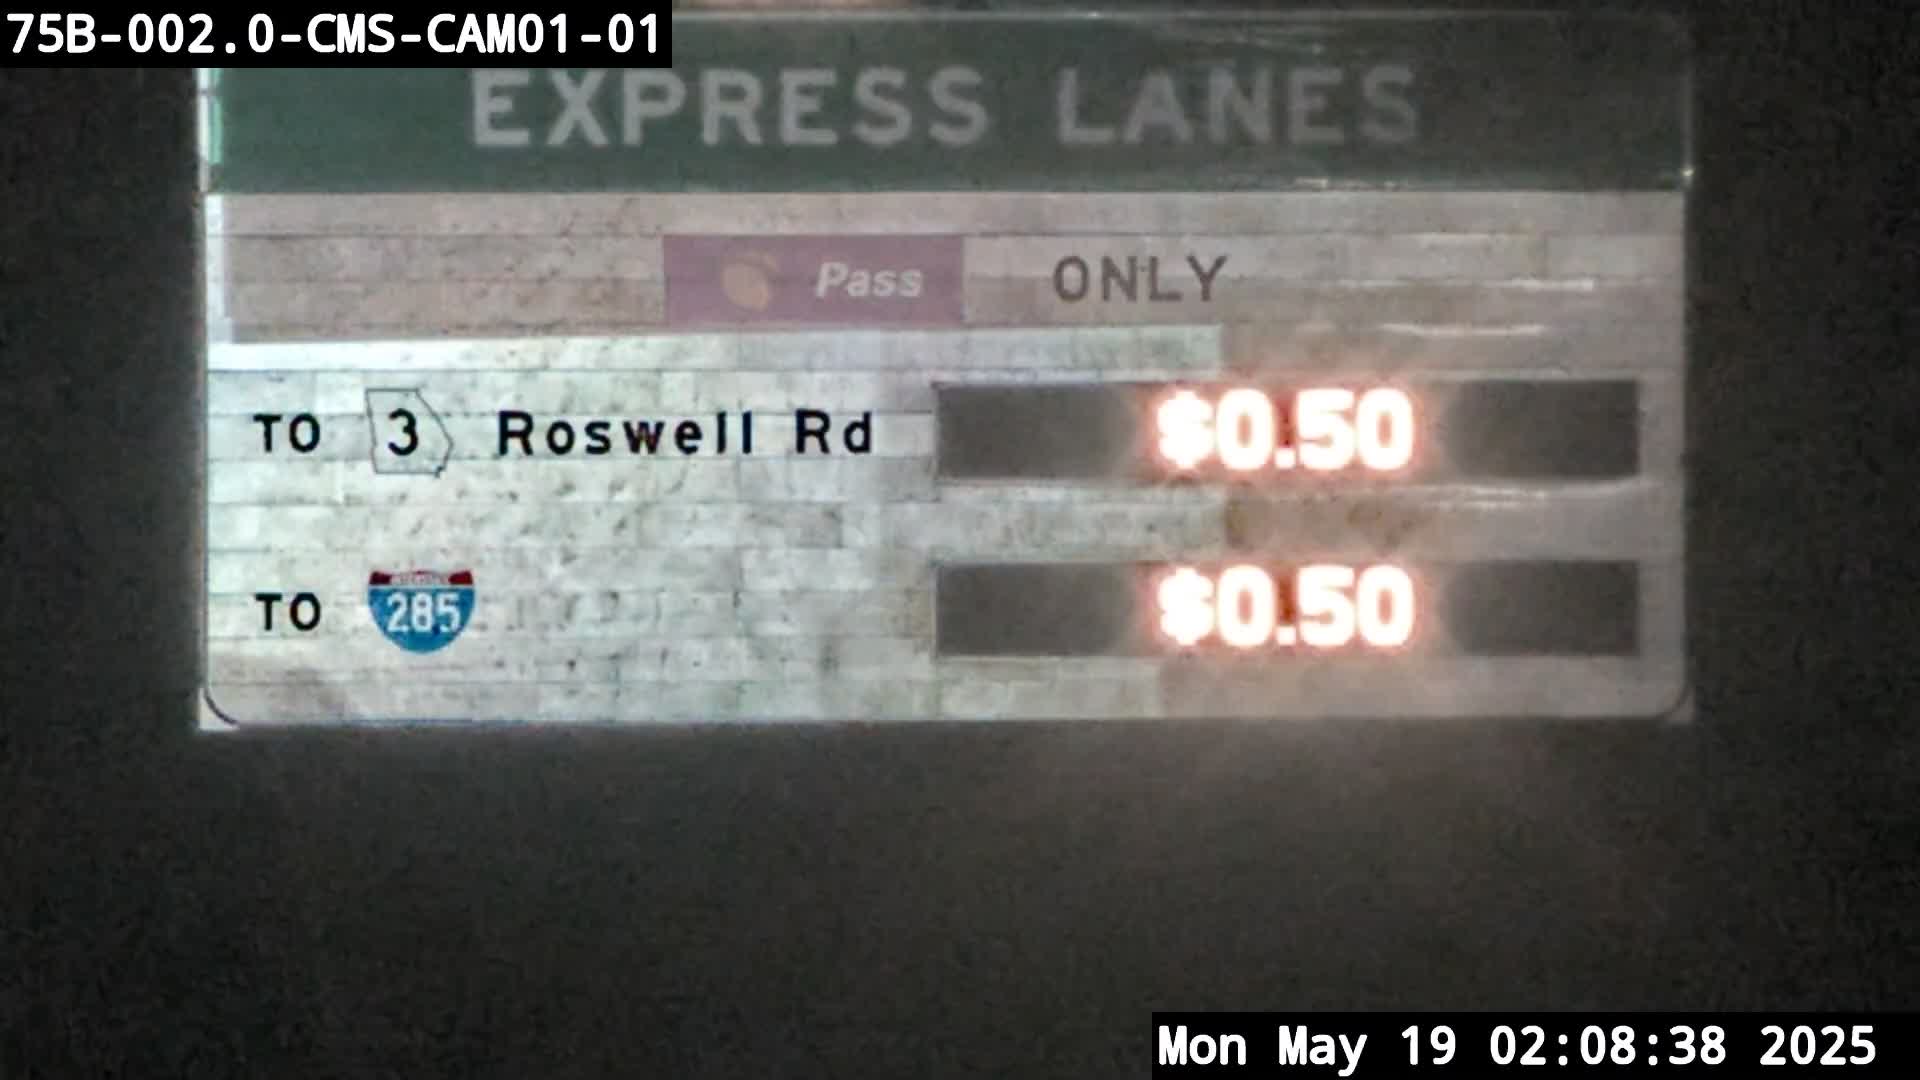 75B-002.0-CMS-CAM01-01
EXPRESS LANES
Pass ONLY
TO 3 Roswell Rd $0.50
TO 285 $0.50
Mon May 19 02:08:38 2025